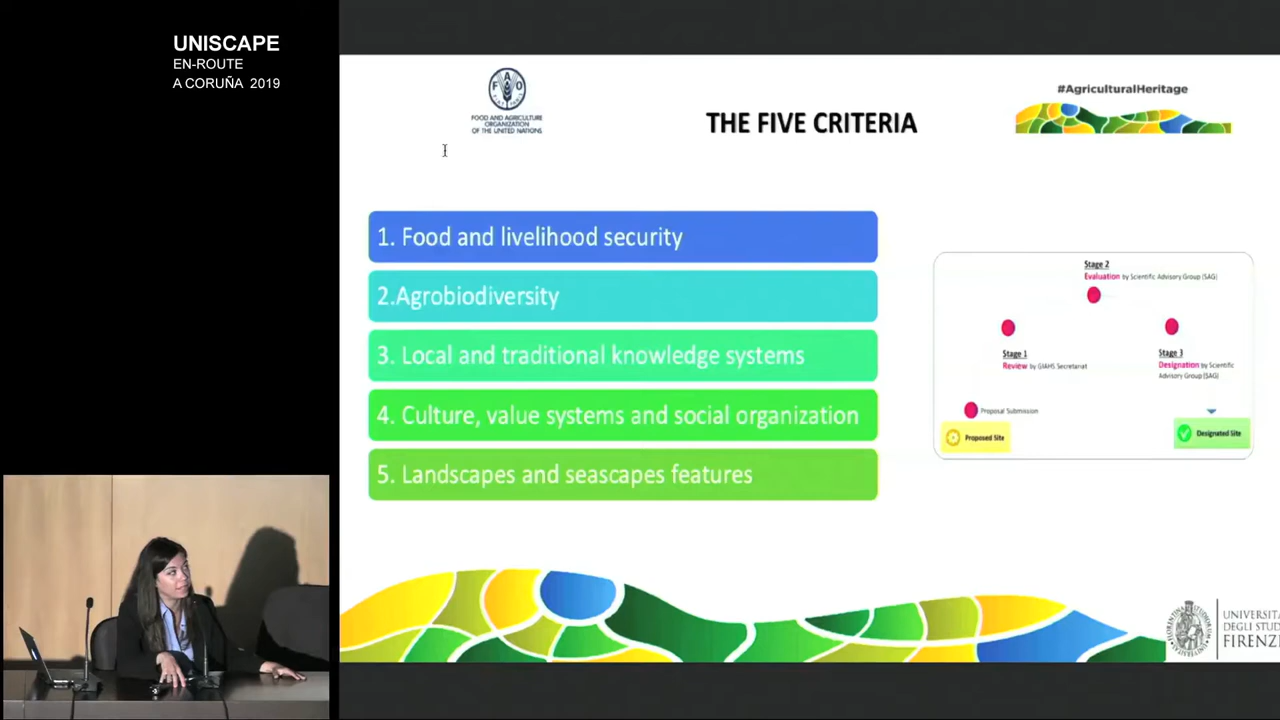 UNISCAPE
EN-ROUTE
A CORUÑA 2019
FAO
FOOD AND AGRICULTURE
ORGANIZATION
OF THE UNITED NATIONS
THE FIVE CRITERIA
#AgriculturalHeritage
1. Food and livelihood security
2.Agrobiodiversity
3. Local and traditional knowledge systems
4. Culture, value systems and social organization
5. Landscapes and seascapes features
Stage 2
Evaluation by Scientific Advisory Group (SAG)
Stage 1
Review by GIAHS Secretariat
Stage 3
Designation by Scientific
Advisory Group (SAG)
Proposal Submission
Proposed Site
Designated Site
UNIVERSITÀ
DEGLI STUDI
FIRENZE